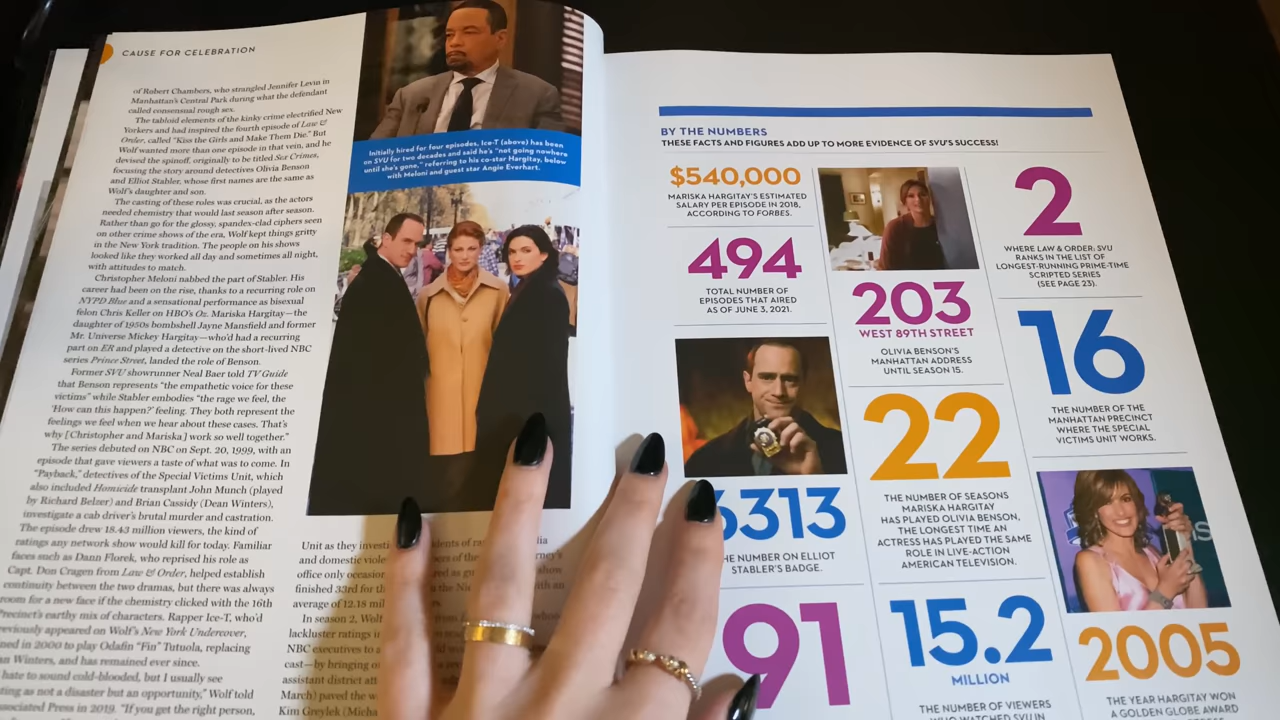 CAUSE FOR CELEBRATION
of Robert Chambers, who strangled Jennifer Levin in
Manhattan's Central Park during what the defendant
called consensual rough sex.
The tabloid elements of the kinky crime electrified New
Yorkers and had inspired the fourth episode of Law &
Order, called "Kiss the Girls and Make Them Die." But
Wolf wanted more than one episode in that vein, and he
devised the spinoff, originally to be titled Sex Crimes,
focusing the story around detectives Olivia Benson
and Elliot Stabler, whose first names are the same as
Wolf's daughter and son.
The casting of these roles was crucial, as the actors
needed chemistry that would last season after season.
Rather than go for the glossy, spandex-clad ciphers seen
on other crime shows of the era, Wolf kept things gritty
in the New York tradition. The people on his shows
looked like they worked all day and sometimes all night,
with attitudes to match.
Christopher Meloni nabbed the part of Stabler. His
career had been on the rise, thanks to a recurring role on
NYPD Blue and a sensational performance as bisexual
felon Chris Keller on HBO's Oz. Mariska Hargitay—the
daughter of 1950s bombshell Jayne Mansfield and former
Mr. Universe Mickey Hargitay—who'd had a recurring
part on ER and played a detective on the short-lived NBC
series Prince Street, landed the role of Benson.
Former SVU showrunner Neal Baer told TV Guide
that Benson represents "the empathetic voice for these
victims" while Stabler embodies "the rage we feel, the
'How can this happen?' feeling. They both represent the
feelings we feel when we hear about these cases. That's
why [Christopher and Mariska] work so well together."
The series debuted on NBC on Sept. 20, 1999, with an
episode that gave viewers a taste of what was to come. In
"Payback," detectives of the Special Victims Unit, which
also included Homicide transplant John Munch (played
by Richard Belzer) and Brian Cassidy (Dean Winters),
investigate a cab driver's brutal murder and castration.
The episode drew 18.43 million viewers, the kind of
ratings any network show would kill for today. Familiar
faces such as Dann Florek, who reprised his role as
Capt. Don Cragen from Law & Order, helped establish
continuity between the two dramas, but there was always
room for a new face if the chemistry clicked with the 16th
Precinct's earthy mix of characters. Rapper Ice-T, who'd
previously appeared on Wolf's New York Undercover,
ned in 2000 to play Odafin "Fin" Tutuola, replacing
an Winters, and has remained ever since.
hate to sound cold-blooded, but I usually see
ting as not a disaster but an opportunity," Wolf told
sociated Press in 2019. "If you get the right person,
Initially hired for four episodes, Ice-T (above) has been
on SVU for two decades and said he's "not going nowhere
until she's gone," referring to his co-star Hargitay, below
with Meloni and guest star Angie Everhart.
Unit as they investi
and domestic viole
office only occasion
finished 33rd for th
average of 12.18 mil
In season 2, Wolf
lackluster ratings i
NBC executives to a
cast—by bringing o
assistant district att
March) paved the w
Kim Greylek (Micha
BY THE NUMBERS
THESE FACTS AND FIGURES ADD UP TO MORE EVIDENCE OF SVU'S SUCCESS!
$540,000
MARISKA HARGITAY'S ESTIMATED
SALARY PER EPISODE IN 2018,
ACCORDING TO FORBES.
494
TOTAL NUMBER OF
EPISODES THAT AIRED
AS OF JUNE 3, 2021.
6313
THE NUMBER ON ELLIOT
STABLER'S BADGE.
91
203
WEST 89TH STREET
OLIVIA BENSON'S
MANHATTAN ADDRESS
UNTIL SEASON 15.
22
THE NUMBER OF SEASONS
MARISKA HARGITAY
HAS PLAYED OLIVIA BENSON,
THE LONGEST TIME AN
ACTRESS HAS PLAYED THE SAME
ROLE IN LIVE-ACTION
AMERICAN TELEVISION.
15.2
MILLION
THE NUMBER OF VIEWERS
WHO WATCHED SVU IN
2
WHERE LAW & ORDER: SVU
RANKS IN THE LIST OF
LONGEST-RUNNING PRIME-TIME
SCRIPTED SERIES
(SEE PAGE 23).
16
THE NUMBER OF THE
MANHATTAN PRECINCT
WHERE THE SPECIAL
VICTIMS UNIT WORKS.
2005
THE YEAR HARGITAY WON
A GOLDEN GLOBE AWARD